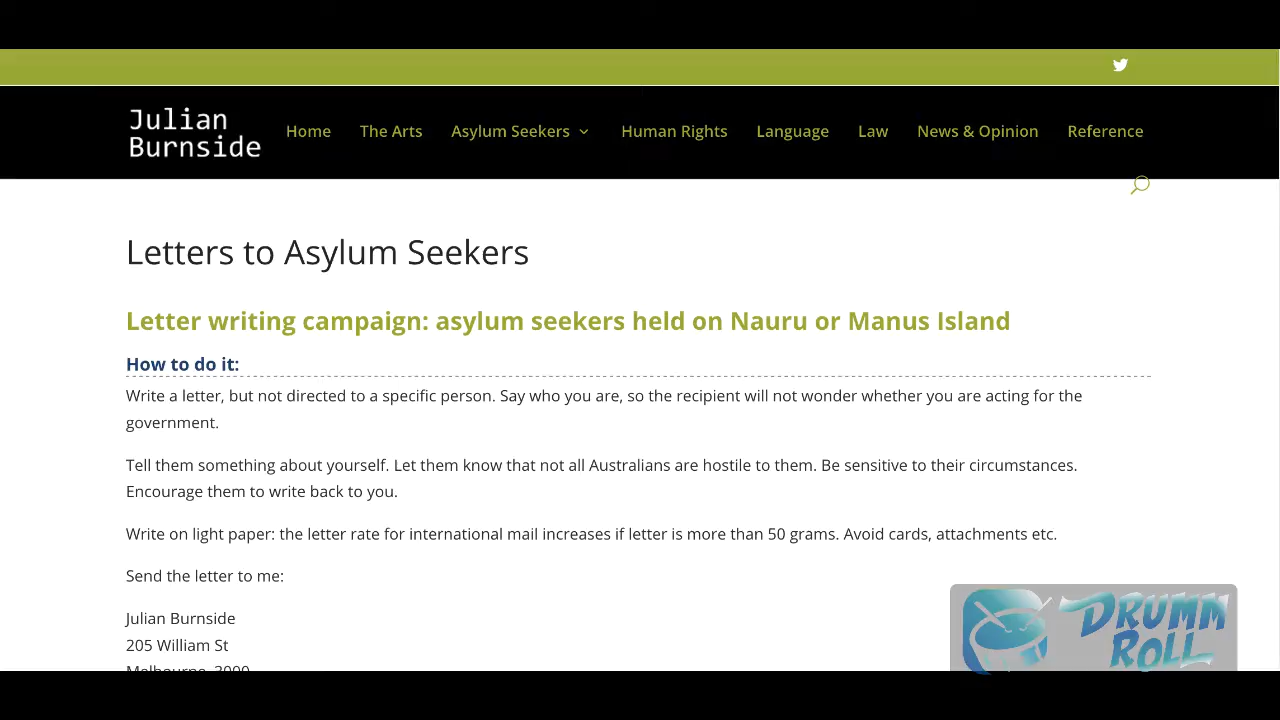 Julian
Burnside
Home The Arts Asylum Seekers Human Rights Language Law News & Opinion Reference
Letters to Asylum Seekers
Letter writing campaign: asylum seekers held on Nauru or Manus Island
How to do it:
Write a letter, but not directed to a specific person. Say who you are, so the recipient will not wonder whether you are acting for the
government.
Tell them something about yourself. Let them know that not all Australians are hostile to them. Be sensitive to their circumstances.
Encourage them to write back to you.
Write on light paper: the letter rate for international mail increases if letter is more than 50 grams. Avoid cards, attachments etc.
Send the letter to me:
Julian Burnside
205 William St
Melbourne, 3000
DRUMM
ROLL